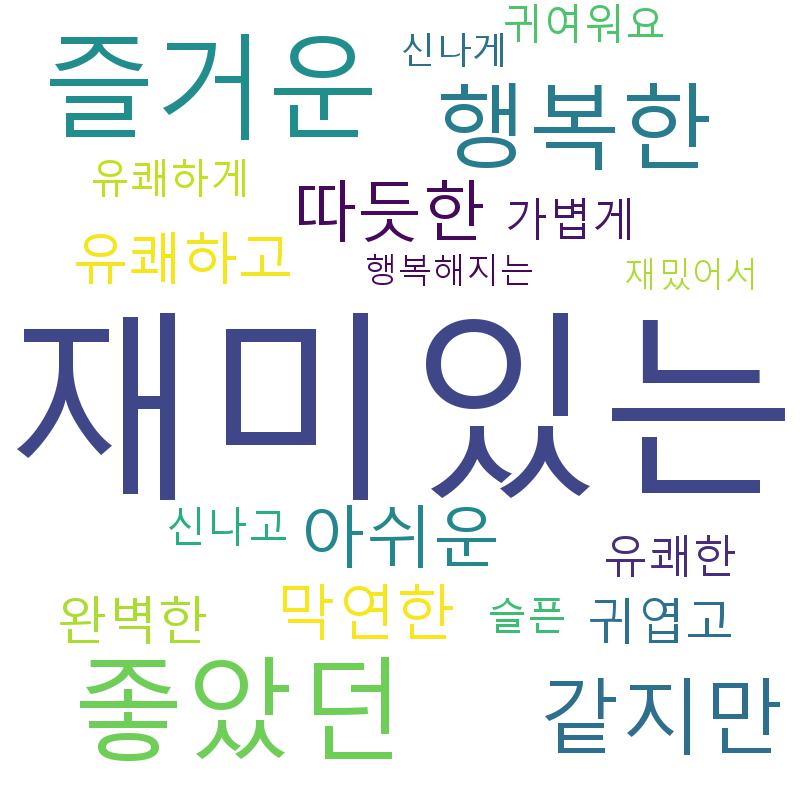 귀여워요
신나게
즐거운
행복한
유쾌하게
따듯한
가볍게
유쾌하고
행복해지는
재밌어서
재미있는
신나고
아쉬운
유쾌한
완벽한
막연한
슬픈
귀엽고
좋았던
같지만